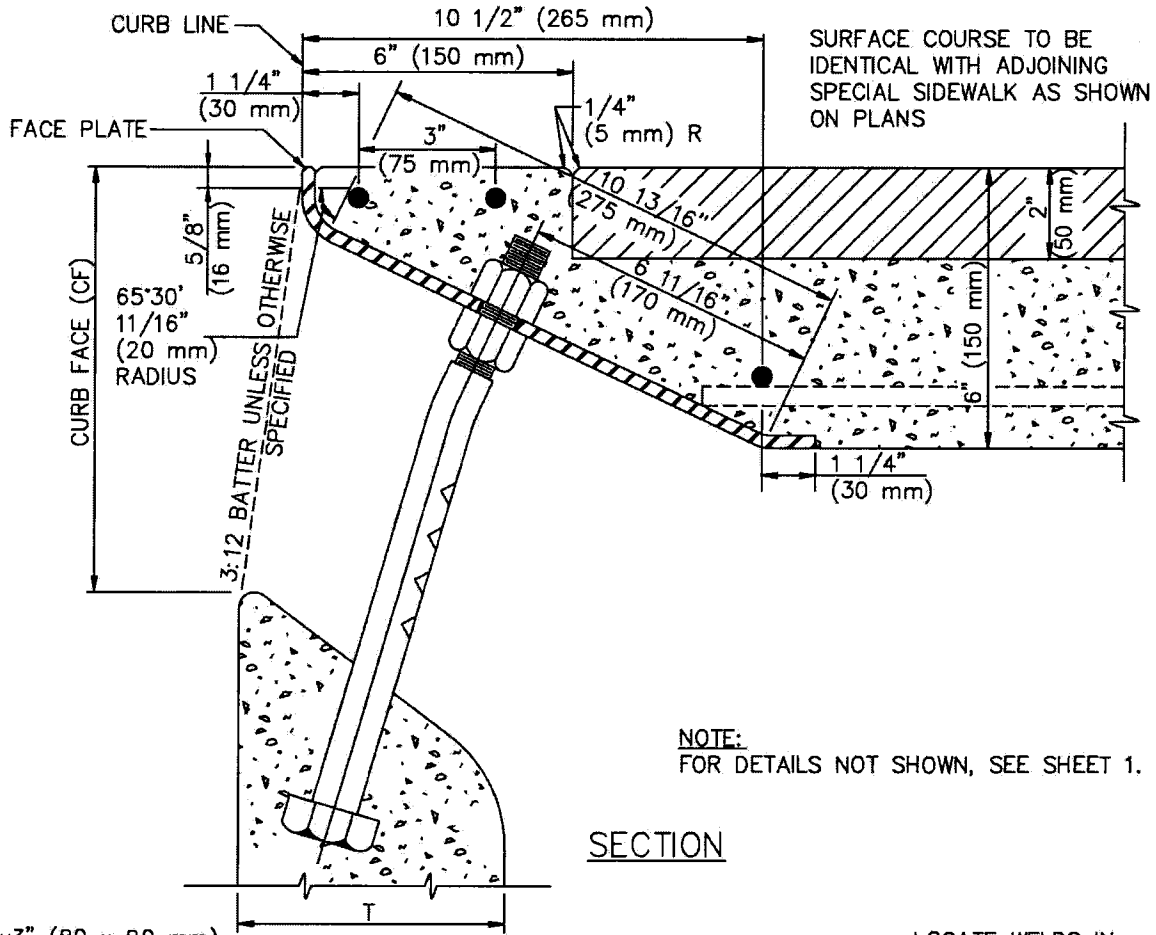 10 1/2" (265 mm)
CURB LINE
6" (150 mm)
SURFACE COURSE TO BE
IDENTICAL WITH ADJOINING
SPECIAL SIDEWALK AS SHOWN
ON PLANS
1 1/4"
(30 mm)
1/4"
(5 mm) R
FACE PLATE
3"
(75 mm)
10 13/16"
(275 mm)
2"
(50 mm)
5/8"
(16 mm)
6 11/16"
(170 mm)
65°30'
11/16"
(20 mm)
RADIUS
CURB FACE (CF)
3:12 BATTER UNLESS OTHERWISE
SPECIFIED
6" (150 mm)
1 1/4"
(30 mm)
NOTE:
FOR DETAILS NOT SHOWN, SEE SHEET 1.
SECTION
T